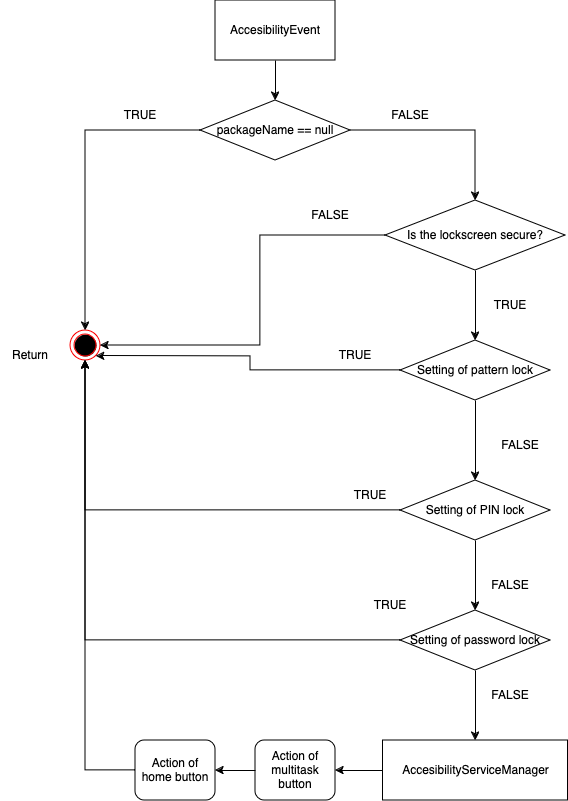 AccesibilityEvent
TRUE
FALSE
packageName == null
FALSE
Is the lockscreen secure?
TRUE
Return
TRUE
Setting of pattern lock
FALSE
TRUE
Setting of PIN lock
FALSE
TRUE
Setting of password lock
FALSE
Action of
home button
Action of
multitask
button
AccesibilityServiceManager